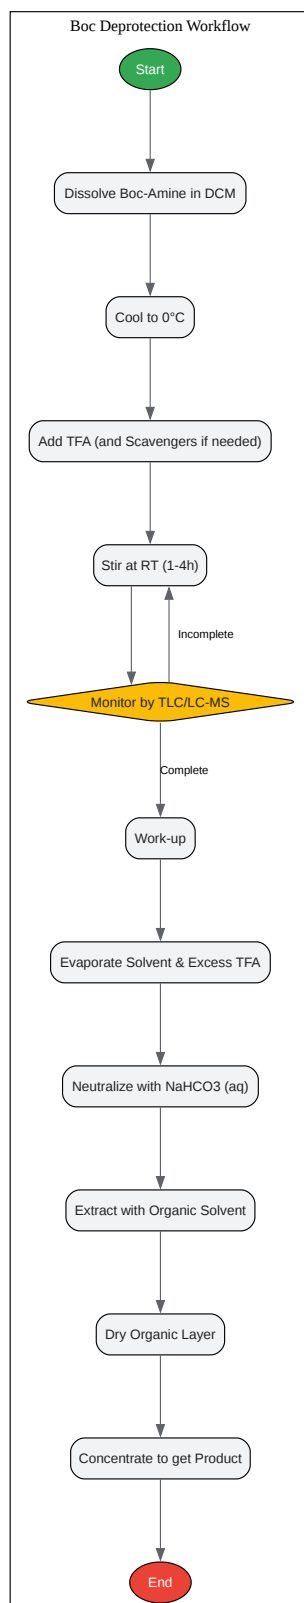 Boc Deprotection Workflow
Start
Dissolve Boc-Amine in DCM
Cool to 0°C
Add TFA (and Scavengers if needed)
Stir at RT (1-4h)
Incomplete
Monitor by TLC/LC-MS
Complete
Work-up
Evaporate Solvent & Excess TFA
Neutralize with NaHCO3 (aq)
Extract with Organic Solvent
Dry Organic Layer
Concentrate to get Product
End